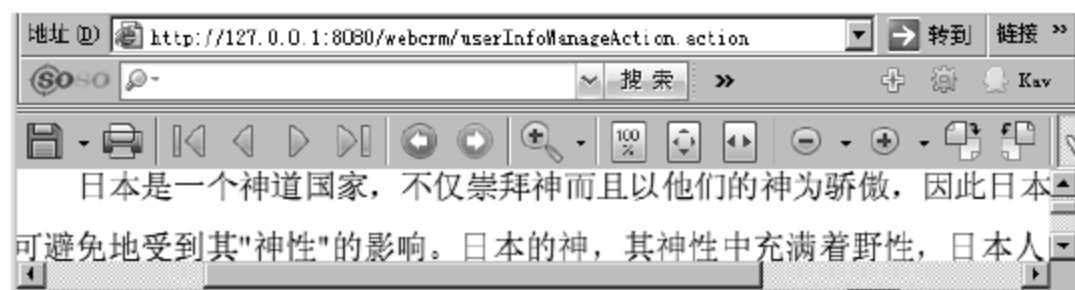 地址(D) http://127.0.0.1:8080/webcrm/userInfoManageAction.action 转到 链接 »
SOSO 搜索 » Kav
100%
日本是一个神道国家，不仅崇拜神而且以他们的神为骄傲，因此日本
可避免地受到其"神性"的影响。日本的神，其神性中充满着野性，日本人